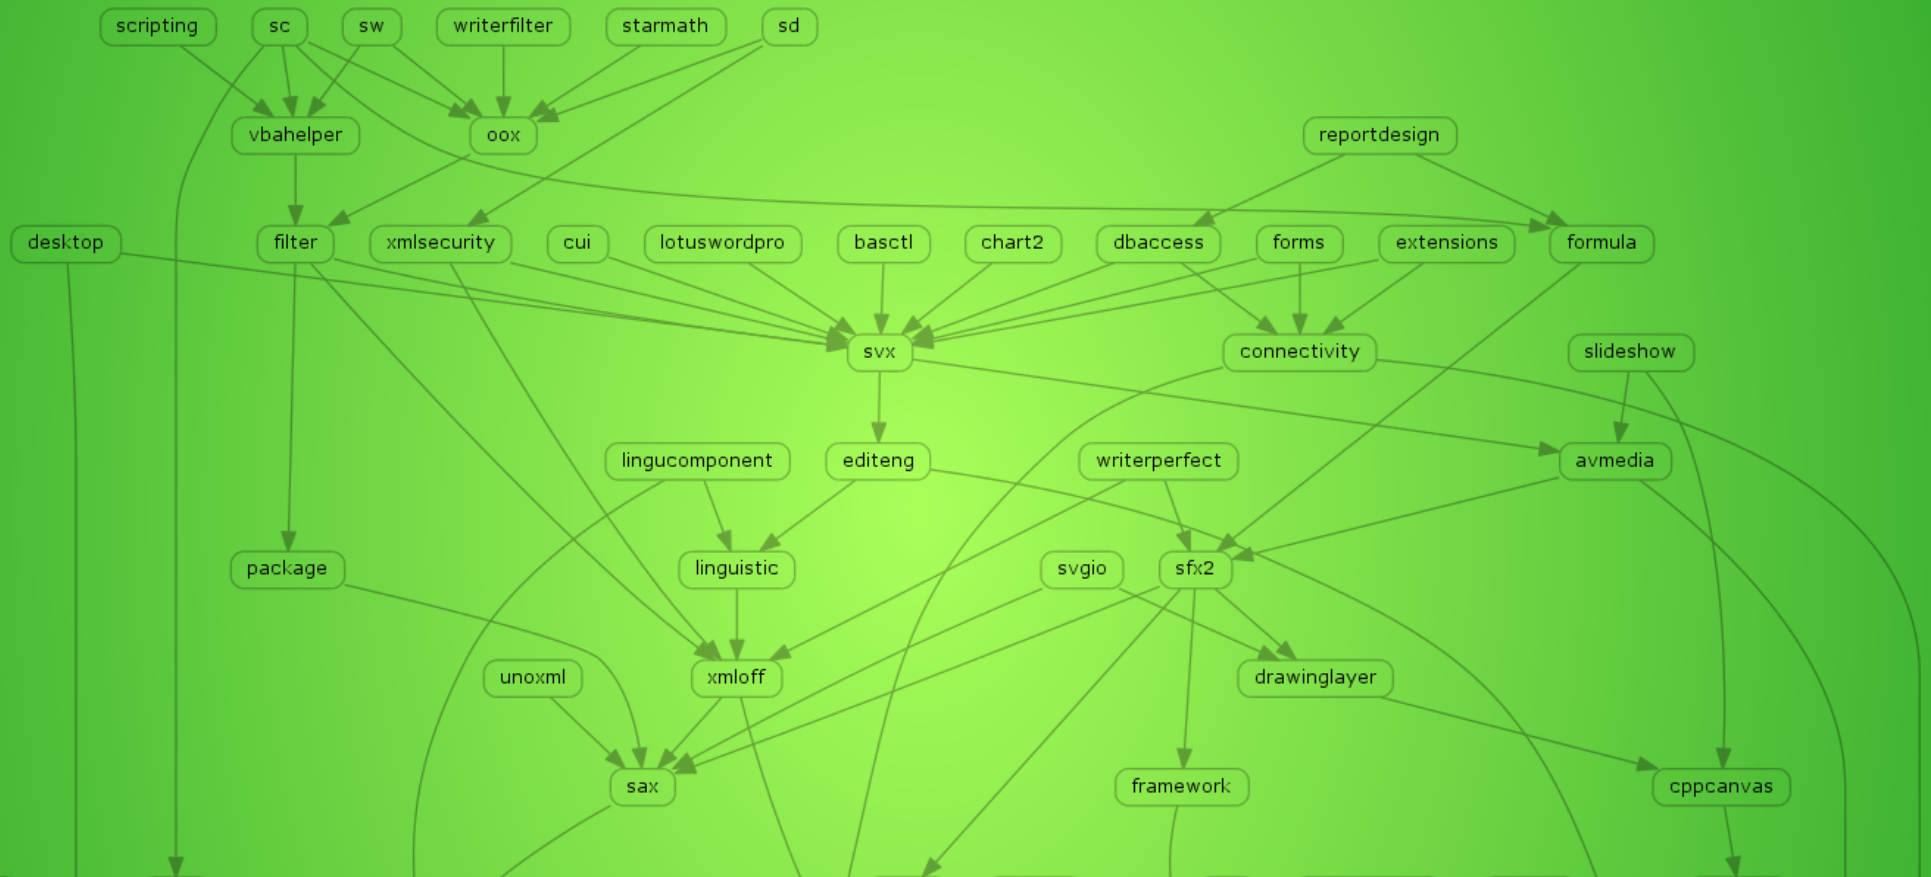 scripting
sc
sw
writerfilter
starmath
sd
vbahelper
oox
reportdesign
desktop
filter
xmlsecurity
cui
lotuswordpro
basctl
chart2
dbaccess
forms
extensions
formula
svx
connectivity
slideshow
lingucomponent
editeng
writerperfect
avmedia
package
linguistic
svgio
sfx2
unoxml
xmloff
drawinglayer
sax
framework
cppcanvas